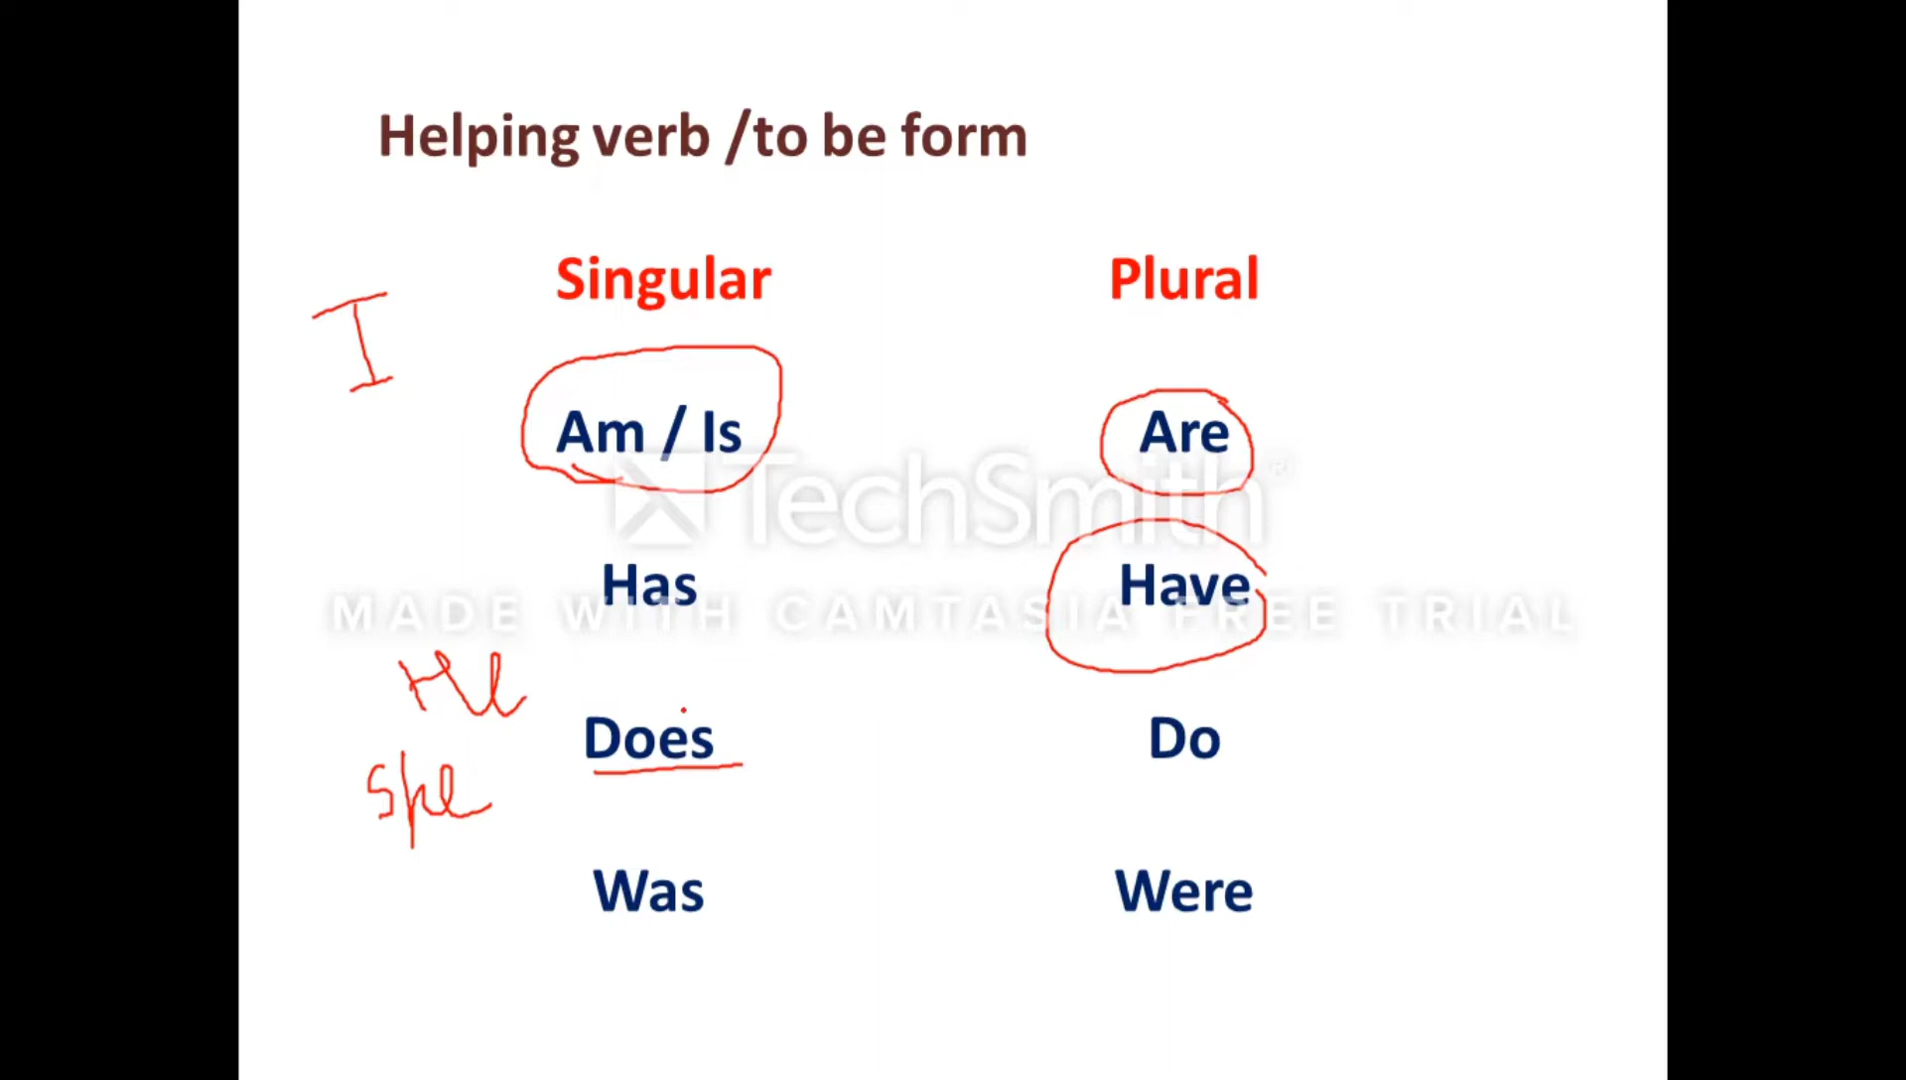 Helping verb /to be form
Singular Plural
I
Am / Is Are
TechSmith®
Has Have
MADE WITH CAMTASIA FREE TRIAL
He
Does Do
She
Was Were